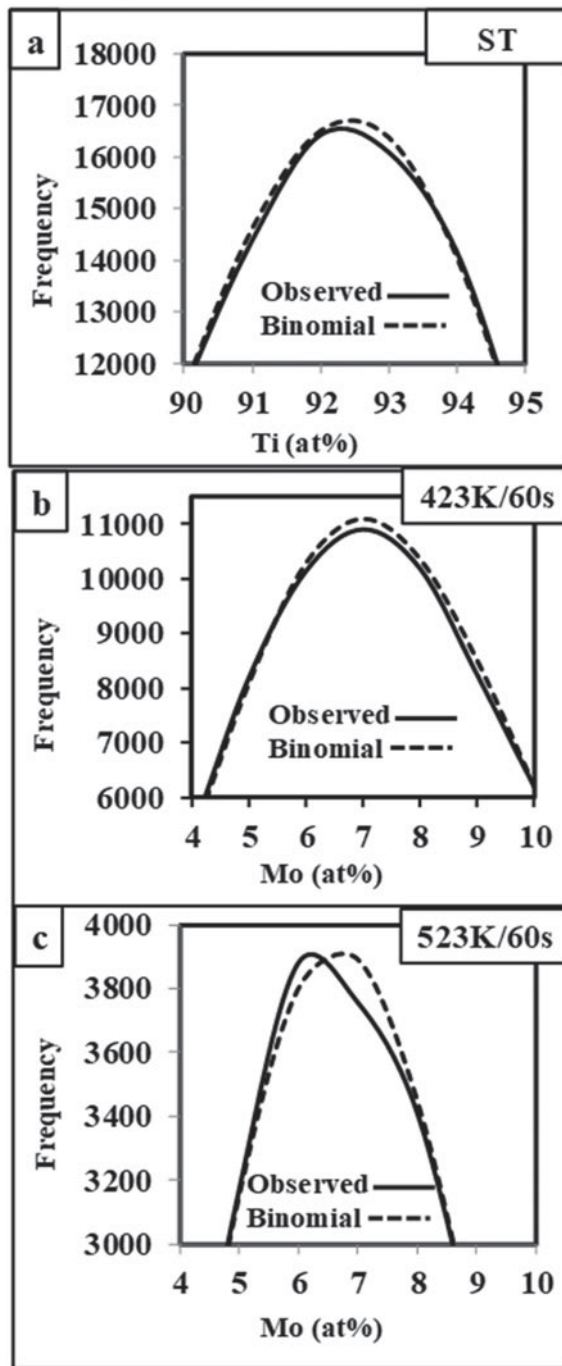 a
ST
18000
17000
16000
15000
14000
13000
12000
Frequency
Observed
Binomial
90 91 92 93 94 95
Ti (at%)
b
423K/60s
11000
10000
9000
8000
7000
6000
Frequency
Observed
Binomial
4 5 6 7 8 9 10
Mo (at%)
c
523K/60s
4000
3800
3600
3400
3200
3000
Frequency
Observed
Binomial
4 5 6 7 8 9 10
Mo (at%)